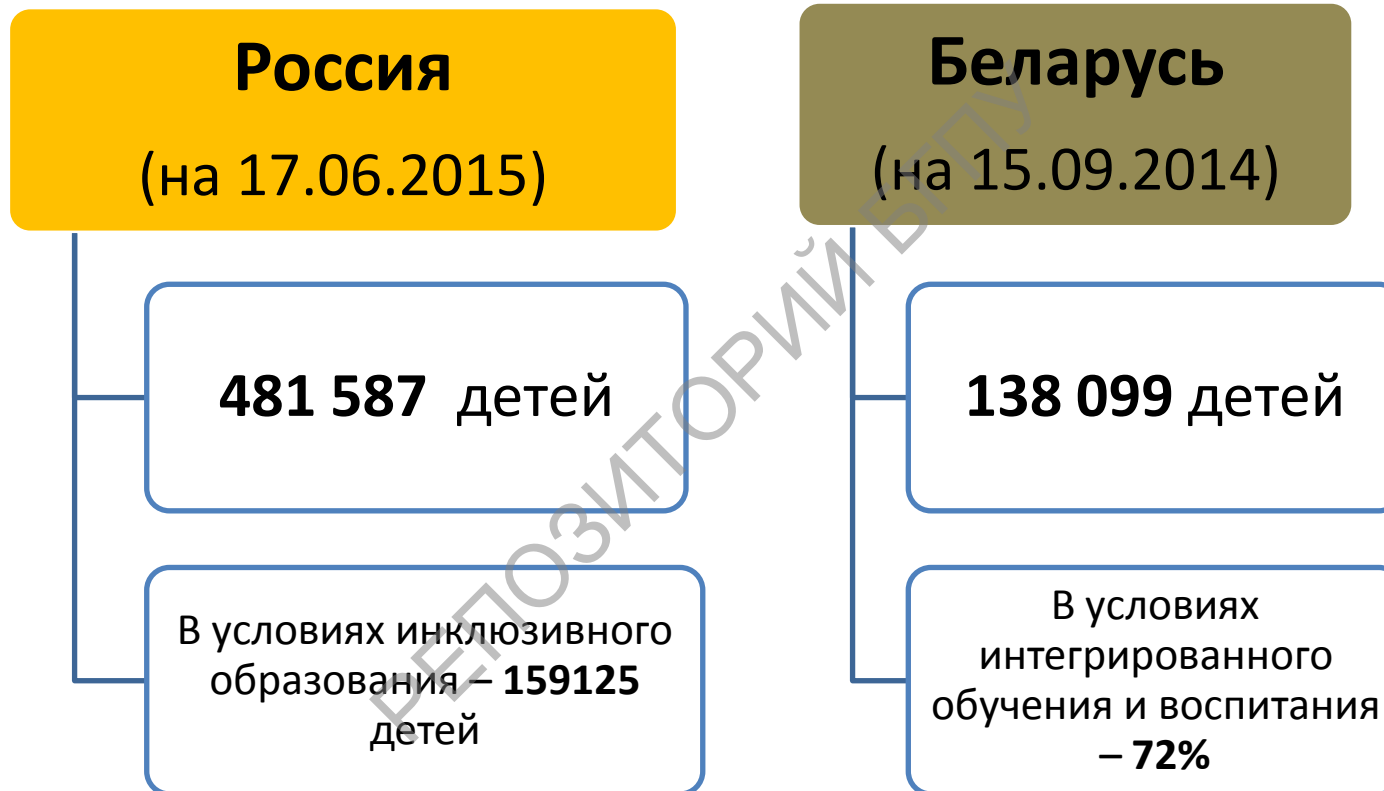 Россия
(на 17.06.2015)
481 587 детей
В условиях инклюзивного
образования – 159125
детей
Беларусь
(на 15.09.2014)
138 099 детей
В условиях
интегрированного
обучения и воспитания
– 72%
РЕПОЗИТОРИЙ БГПУ